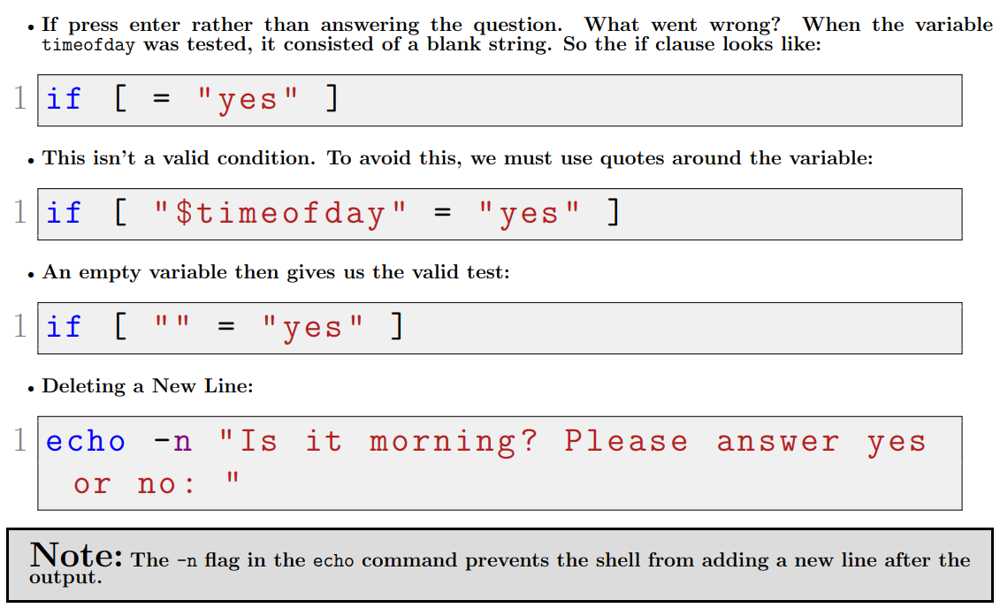 • If press enter rather than answering the question. What went wrong? When the variable
timeofday was tested, it consisted of a blank string. So the if clause looks like:
1 if [ = "yes" ]
• This isn't a valid condition. To avoid this, we must use quotes around the variable:
1 if [ "$timeofday" = "yes" ]
• An empty variable then gives us the valid test:
1 if [ "" = "yes" ]
• Deleting a New Line:
1 echo -n "Is it morning? Please answer yes
or no: "
Note: The -n flag in the echo command prevents the shell from adding a new line after the
output.